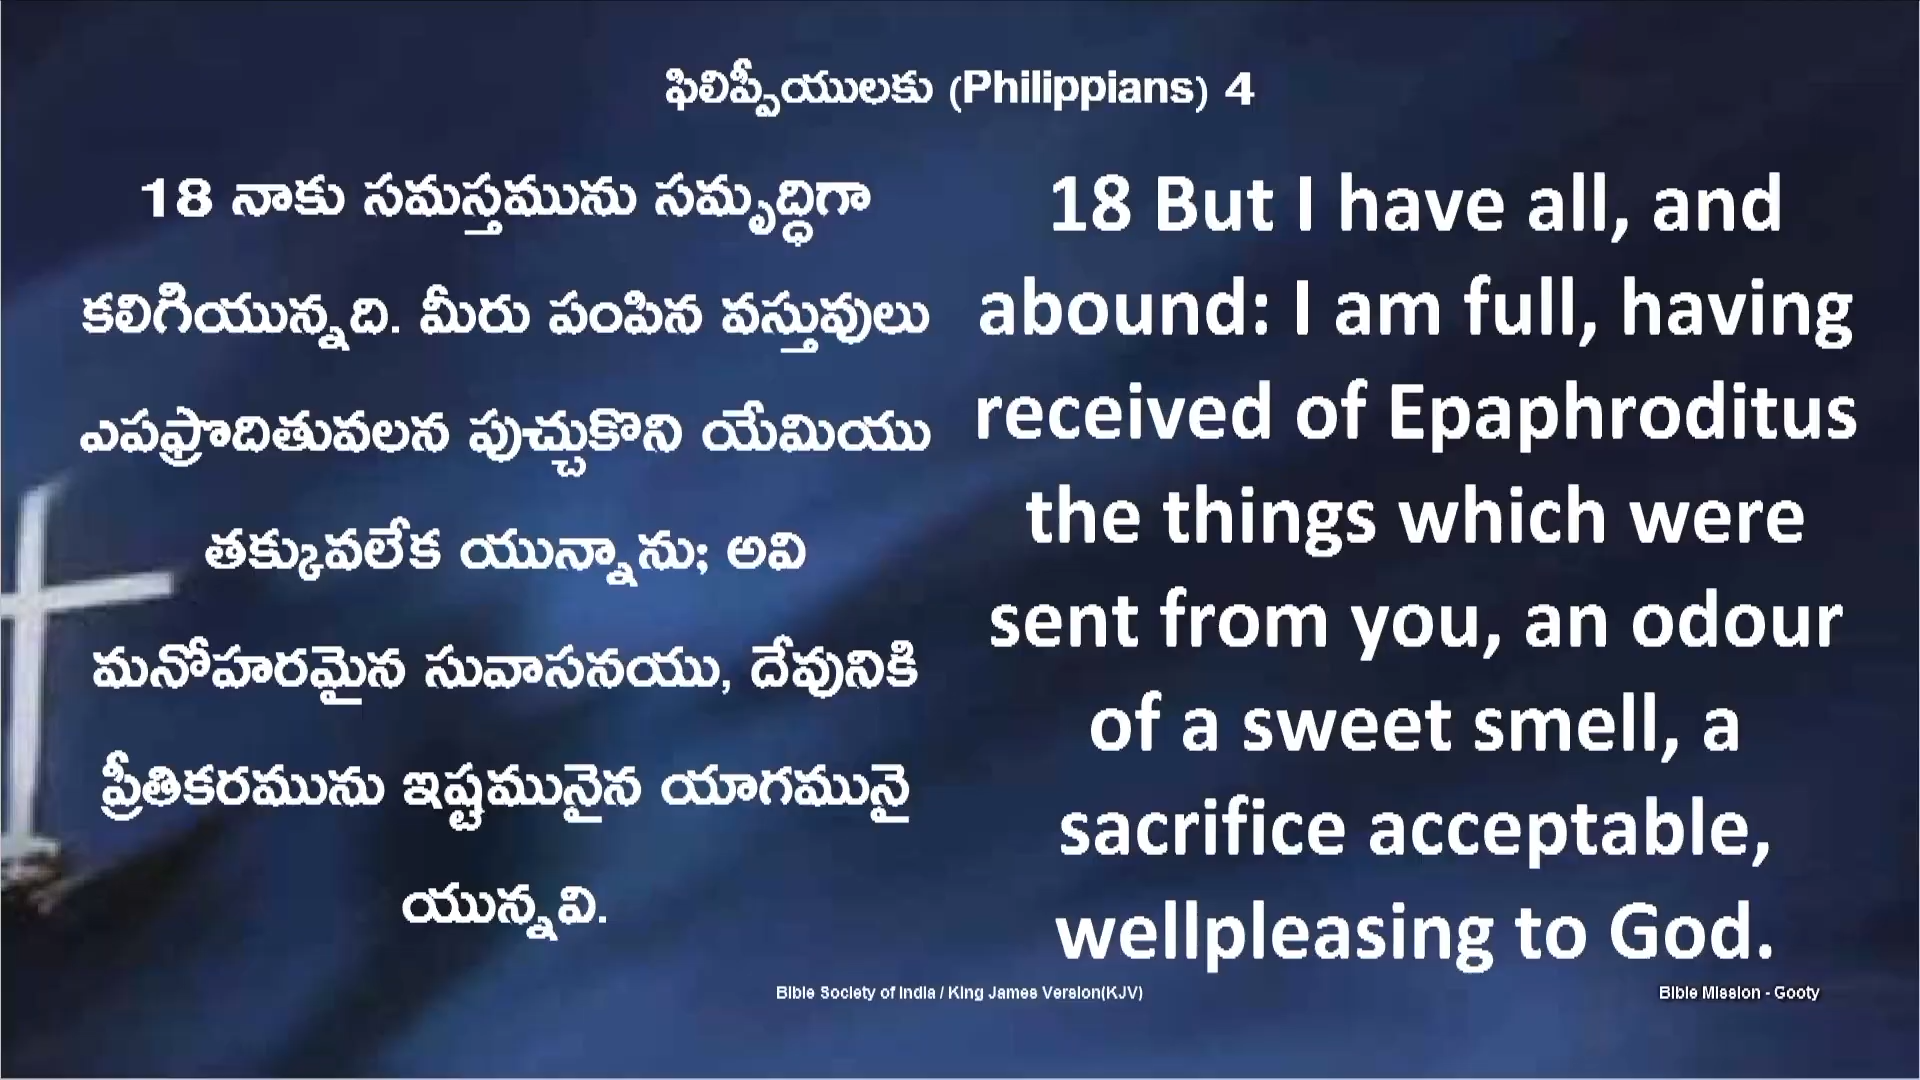 ఫిలిప్పీయులకు (Philippians) 4
18 నాకు సమస్తమును సమృద్ధిగా
కలిగియున్నది. మీరు పంపిన వస్తువులు
ఎపఫ్రొదితువలన పుచ్చుకొని యేమియు
తక్కువలేక యున్నాను; అవి
మనోహరమైన సువాసనయు, దేవునికి
ప్రీతికరమును ఇష్టమునైన యాగమునై
యున్నవి.
18 But I have all, and
abound: I am full, having
received of Epaphroditus
the things which were
sent from you, an odour
of a sweet smell, a
sacrifice acceptable,
wellpleasing to God.
Bible Society of India / King James Version(KJV)
Bible Mission - Gooty